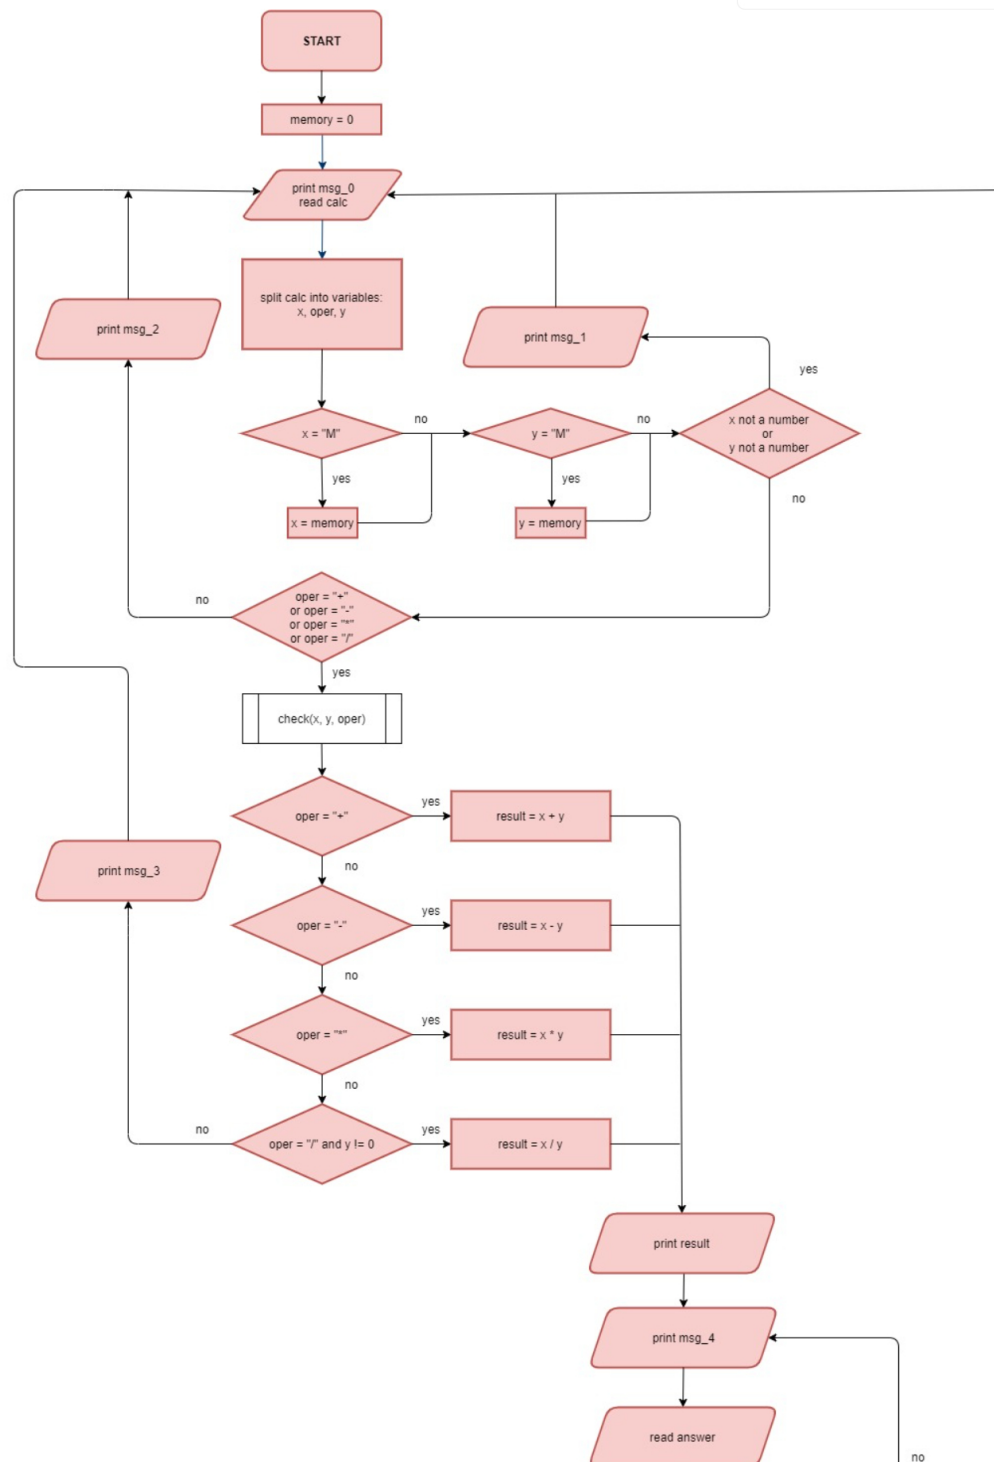 START
memory = 0
print msg_0
read calc
split calc into variables:
x, oper, y
print msg_2
print msg_1
yes
x = "M"
no
y = "M"
no
x not a number
or
y not a number
yes
yes
no
x = memory
y = memory
oper = "+"
or oper = "-"
or oper = "*"
or oper = "/"
no
yes
check(x, y, oper)
oper = "+"
yes
result = x + y
no
print msg_3
oper = "-"
yes
result = x - y
no
oper = "*"
yes
result = x * y
no
no
oper = "/" and y != 0
yes
result = x / y
print result
print msg_4
read answer
no